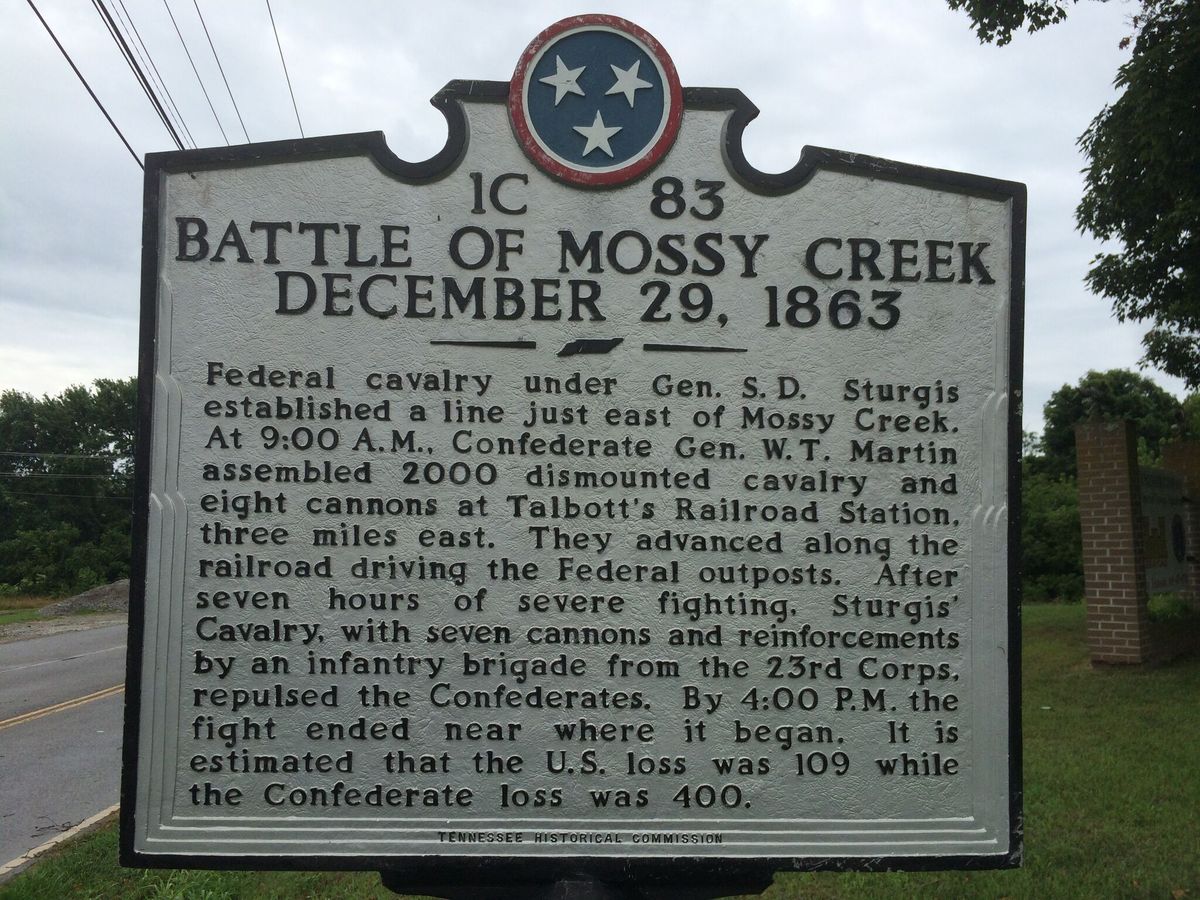 1C 83
BATTLE OF MOSSY CREEK
DECEMBER 29, 1863
Federal cavalry under Gen. S. D. Sturgis
established a line just east of Mossy Creek.
At 9:00 A.M., Confederate Gen. W. T. Martin
assembled 2000 dismounted cavalry and
eight cannons at Talbott's Railroad Station,
three miles east. They advanced along the
railroad driving the Federal outposts. After
seven hours of severe fighting, Sturgis'
Cavalry, with seven cannons and reinforcements
by an infantry brigade from the 23rd Corps,
repulsed the Confederates. By 4:00 P.M. the
fight ended near where it began. It is
estimated that the U.S. loss was 109 while
the Confederate loss was 400.
TENNESSEE HISTORICAL COMMISSION